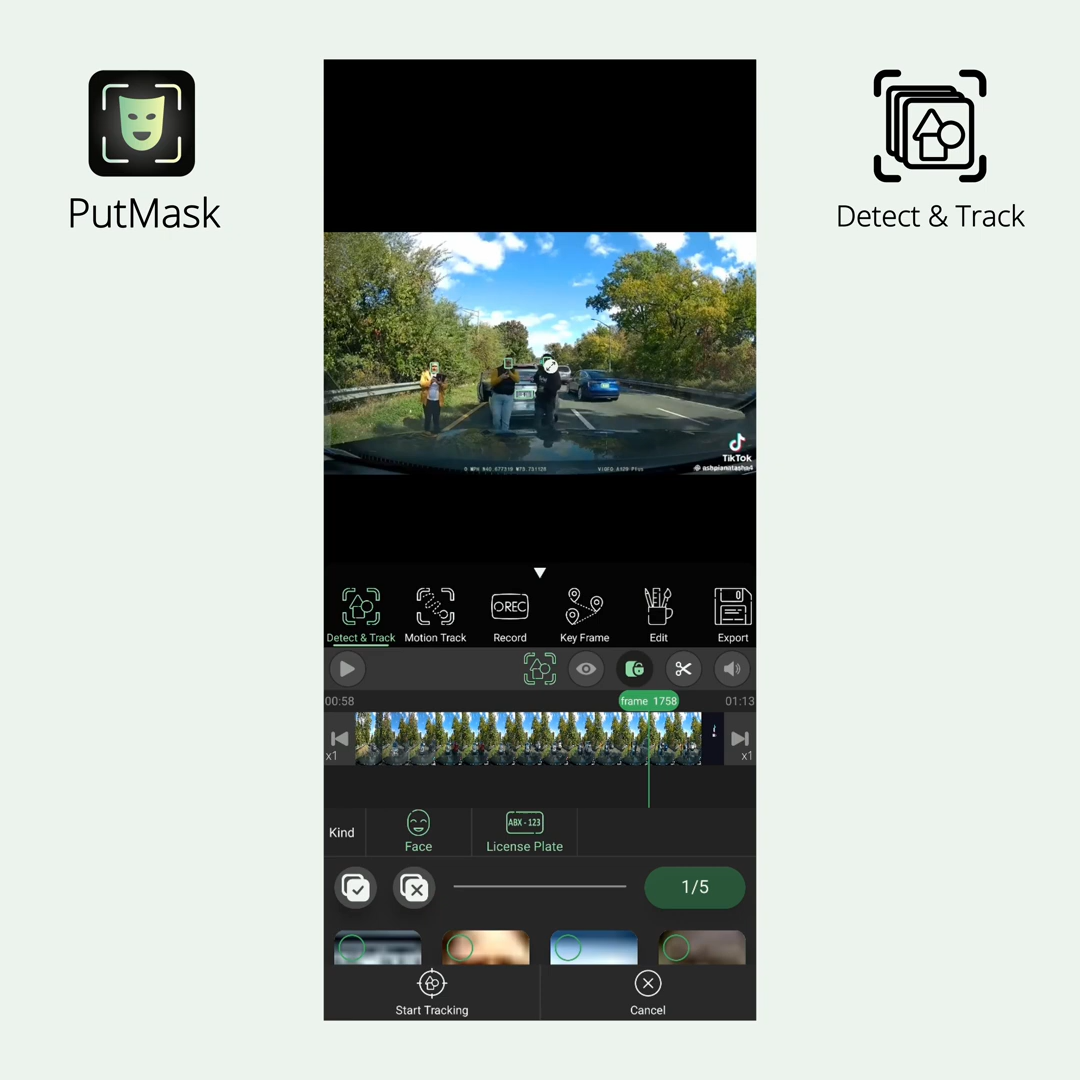 PutMask
Detect & Track
TikTok
Detect & Track
Motion Track
REC
Record
Key Frame
Edit
Export
00:58
frame 1758
01:13
x1
x1
Kind
Face
ABX - 123
License Plate
1/5
Start Tracking
Cancel